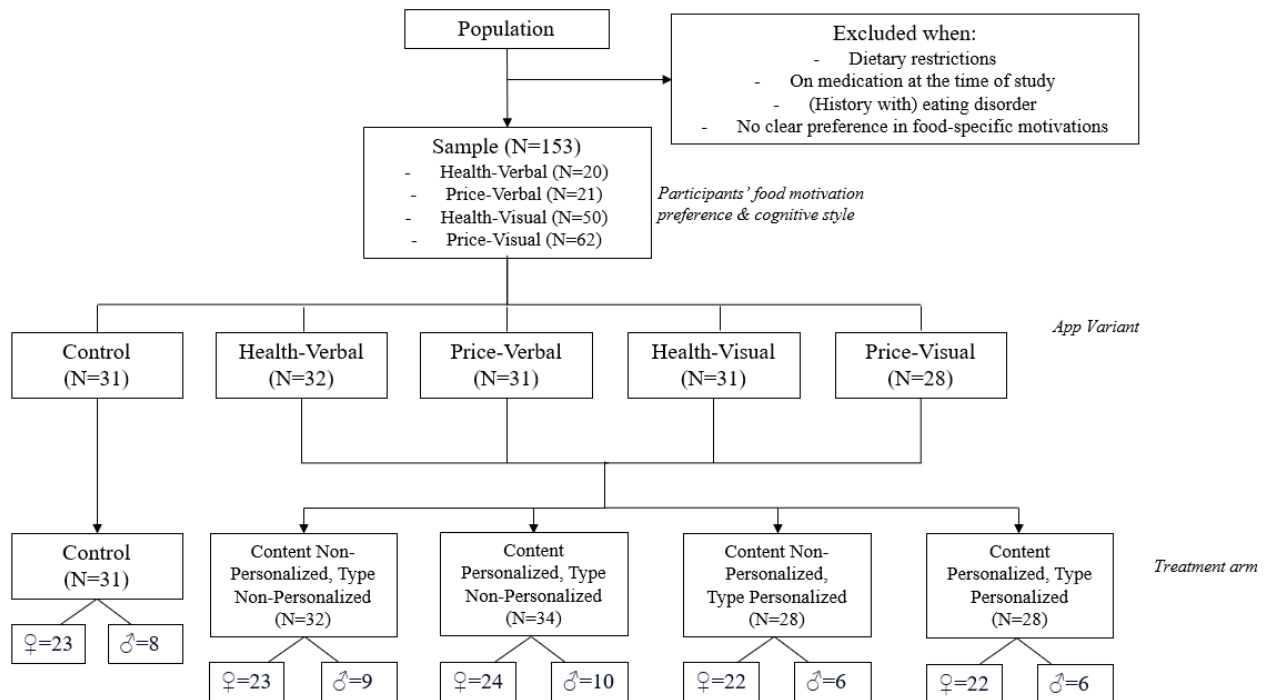 Population
Excluded when:
- Dietary restrictions
- On medication at the time of study
- (History with) eating disorder
- No clear preference in food-specific motivations
Sample (N=153)
- Health-Verbal (N=20)
- Price-Verbal (N=21)
- Health-Visual (N=50)
- Price-Visual (N=62)
Participants’ food motivation
preference & cognitive style
App Variant
Control
(N=31)
Health-Verbal
(N=32)
Price-Verbal
(N=31)
Health-Visual
(N=31)
Price-Visual
(N=28)
Control
(N=31)
Content Non-
Personalized, Type
Non-Personalized
(N=32)
Content
Personalized, Type
Non-Personalized
(N=34)
Content Non-
Personalized,
Type Personalized
(N=28)
Content
Personalized, Type
Personalized
(N=28)
Treatment arm
♀=23
♂=8
♀=23
♂=9
♀=24
♂=10
♀=22
♂=6
♀=22
♂=6